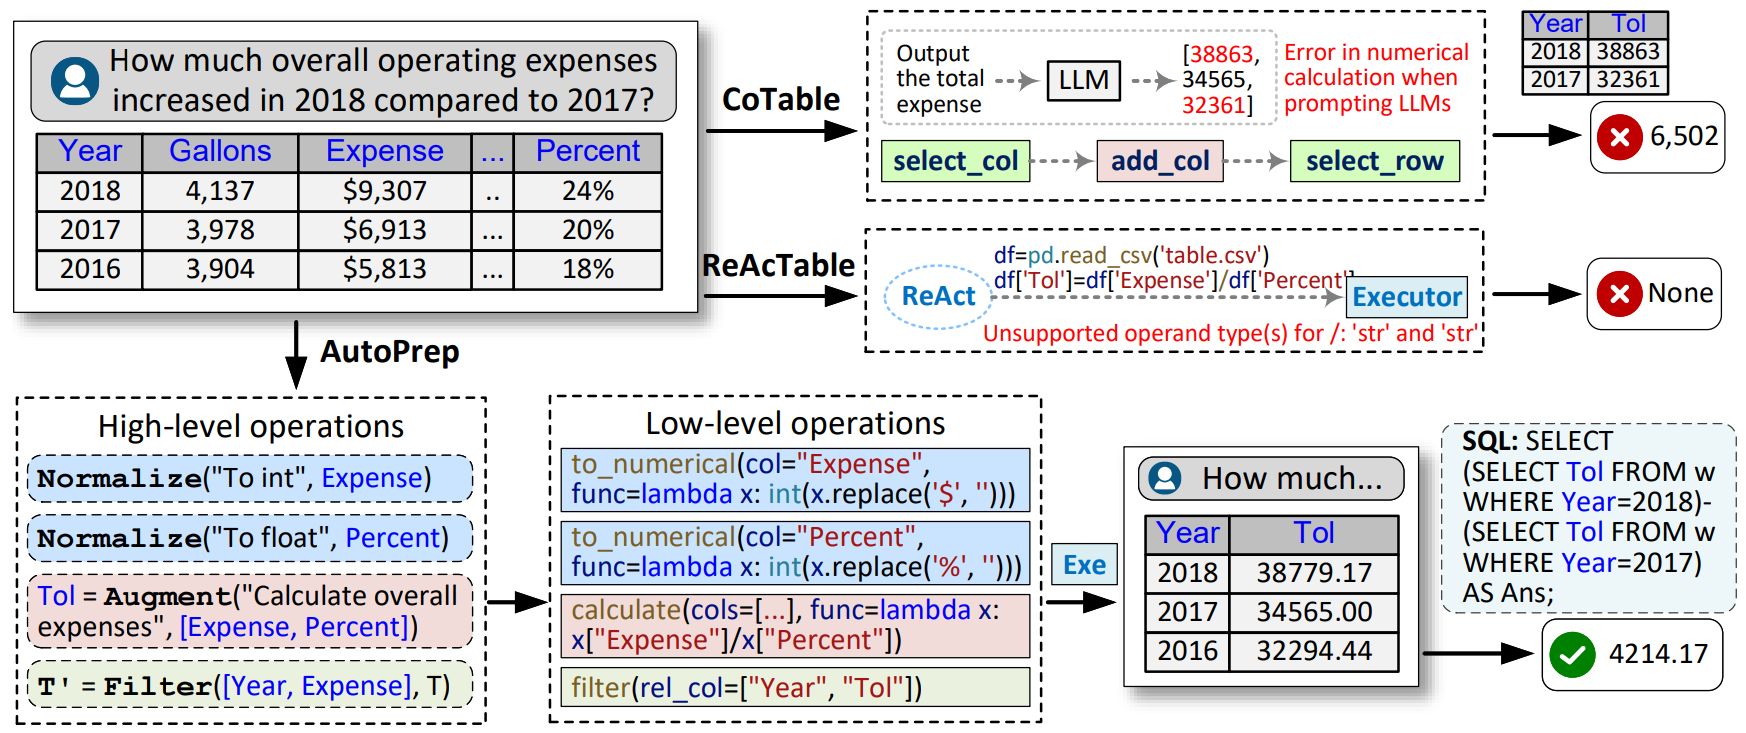 How much overall operating expenses
increased in 2018 compared to 2017?
Year Gallons Expense ... Percent
2018 4,137 $9,307 .. 24%
2017 3,978 $6,913 ... 20%
2016 3,904 $5,813 ... 18%
CoTable
Output
the total
expense
LLM
[38863,
34565,
32361]
Error in numerical
calculation when
prompting LLMs
select_col
add_col
select_row
Year Tol
2018 38863
2017 32361
6,502
ReAcTable
ReAct
df=pd.read_csv('table.csv')
df['Tol']=df['Expense']/df['Percent']
Executor
Unsupported operand type(s) for /: 'str' and 'str'
None
AutoPrep
High-level operations
Normalize("To int", Expense)
Normalize("To float", Percent)
Tol = Augment("Calculate overall
expenses", [Expense, Percent])
T' = Filter([Year, Expense], T)
Low-level operations
to_numerical(col="Expense",
func=lambda x: int(x.replace('$', '')))
to_numerical(col="Percent",
func=lambda x: int(x.replace('%', '')))
calculate(cols=[...], func=lambda x:
x["Expense"]/x["Percent"])
filter(rel_col=["Year", "Tol"])
Exe
How much...
Year Tol
2018 38779.17
2017 34565.00
2016 32294.44
SQL: SELECT
(SELECT Tol FROM w
WHERE Year=2018)-
(SELECT Tol FROM w
WHERE Year=2017)
AS Ans;
4214.17